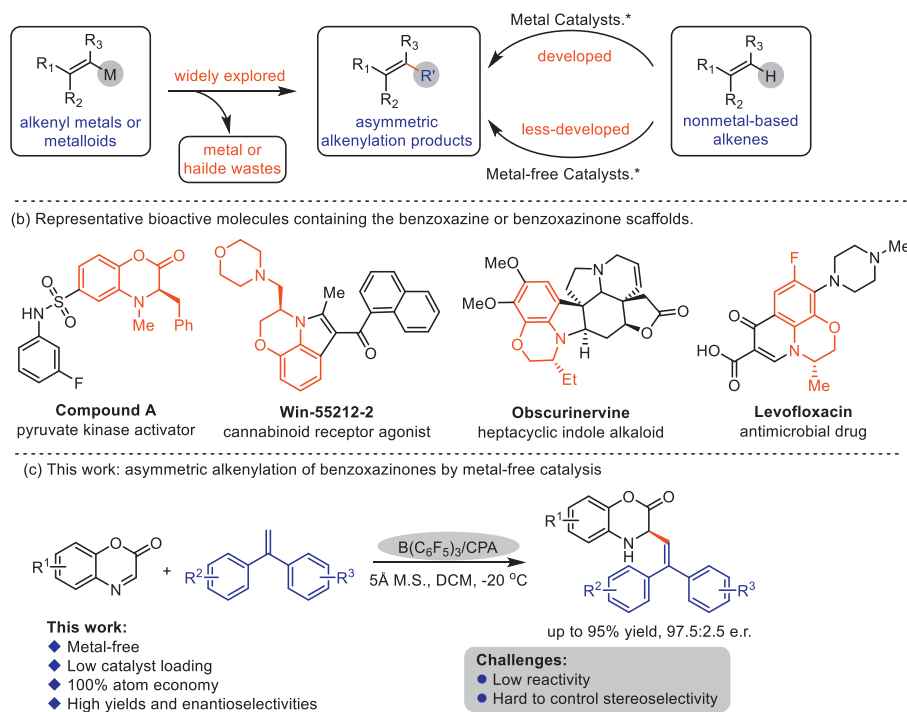 Metal Catalysts.*
R3
R1
M
R2
alkenyl metals or
metalloids
widely explored
metal or
hailde wastes
R3
R1
R'
R2
asymmetric
alkenylation products
developed
less-developed
Metal-free Catalysts.*
R3
R1
H
R2
nonmetal-based
alkenes
(b) Representative bioactive molecules containing the benzoxazine or benzoxazinone scaffolds.
O
O
O
S
O
HN
N
Me
Ph
F
Compound A
pyruvate kinase activator
O
N
Me
N
O
O
Win-55212-2
cannabinoid receptor agonist
MeO
MeO
N
N
O
O
O
H
Et
Obscurinervine
heptacyclic indole alkaloid
Me
N
F
N
O
O
HO
O
N
Me
Levofloxacin
antimicrobial drug
(c) This work: asymmetric alkenylation of benzoxazinones by metal-free catalysis
R1
O
O
N
+
R2
R3
B(C6F5)3/CPA
5Å M.S., DCM, -20 oC
R1
O
O
N
H
R2
R3
up to 95% yield, 97.5:2.5 e.r.
This work:
Metal-free
Low catalyst loading
100% atom economy
High yields and enantioselectivities
Challenges:
Low reactivity
Hard to control stereoselectivity